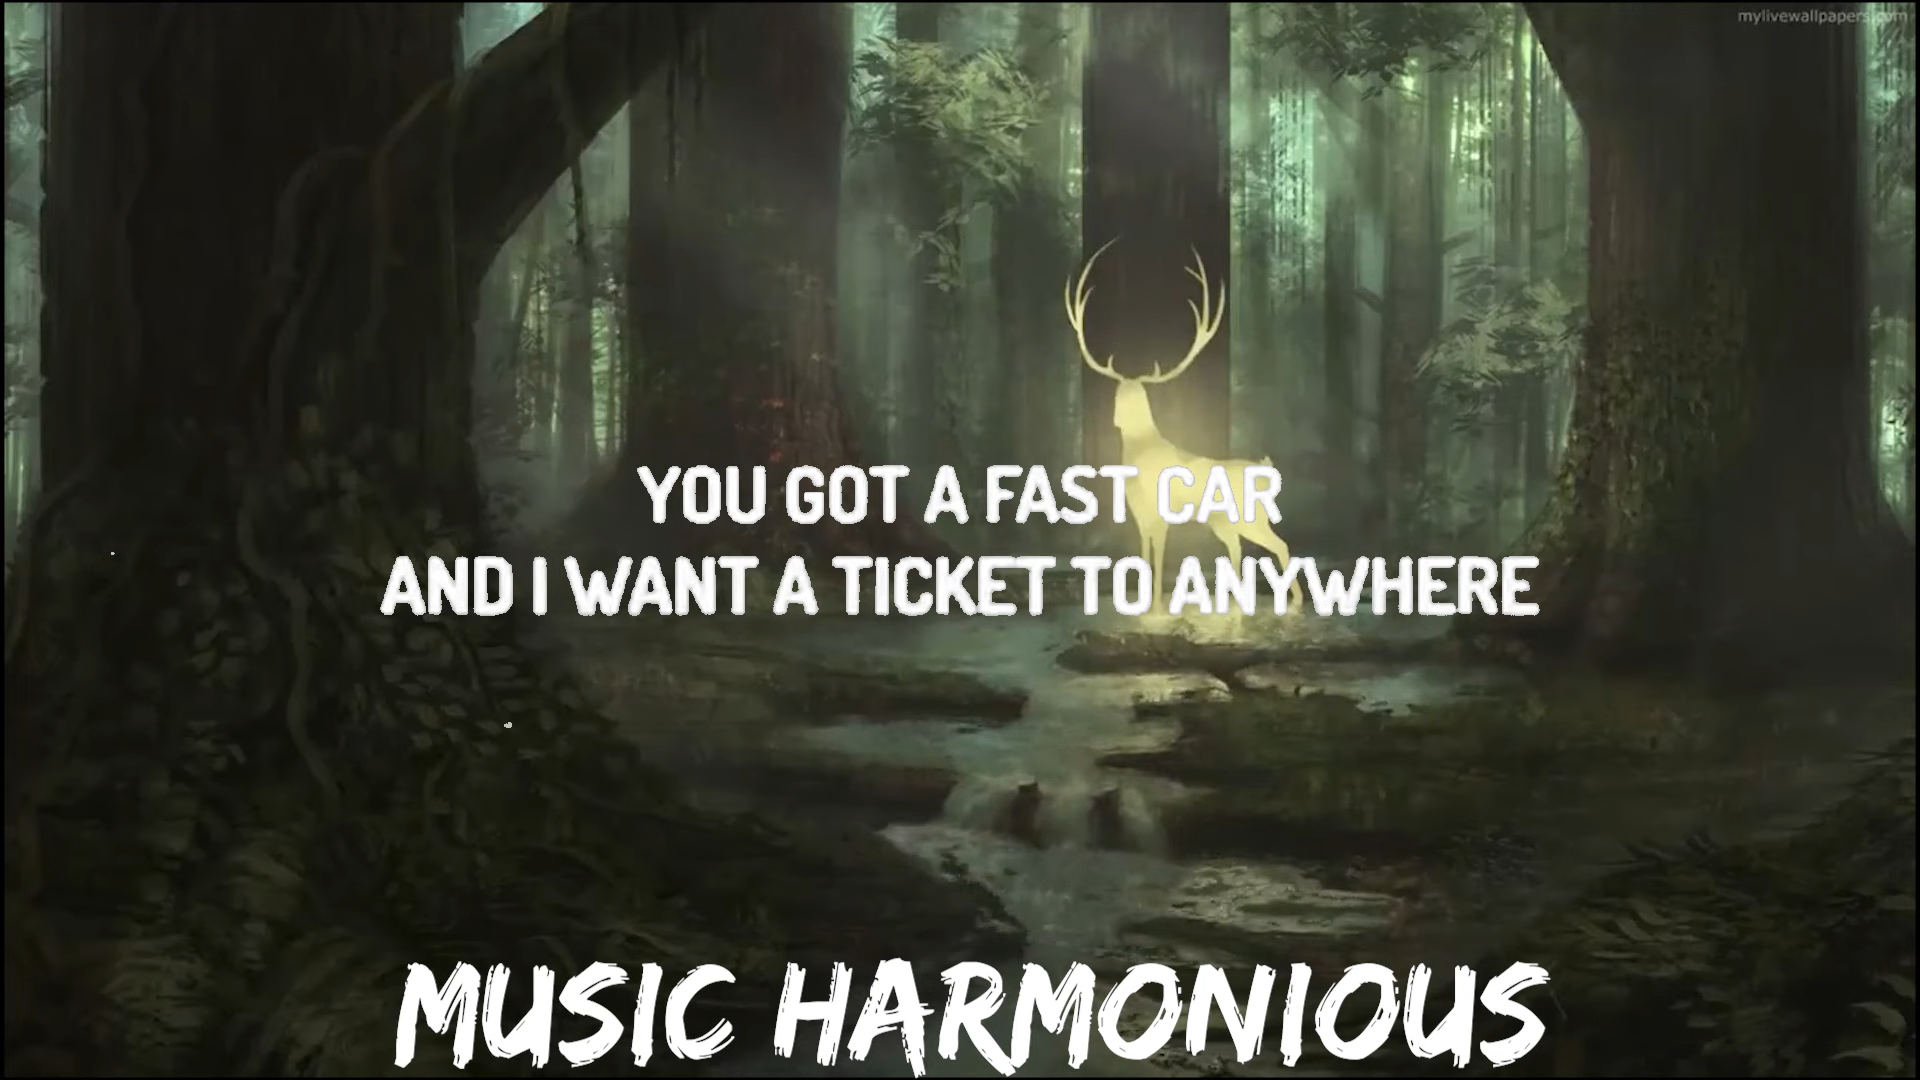 mylivewallpapers.com
YOU GOT A FAST CAR
AND I WANT A TICKET TO ANYWHERE
MUSIC HARMONIOUS